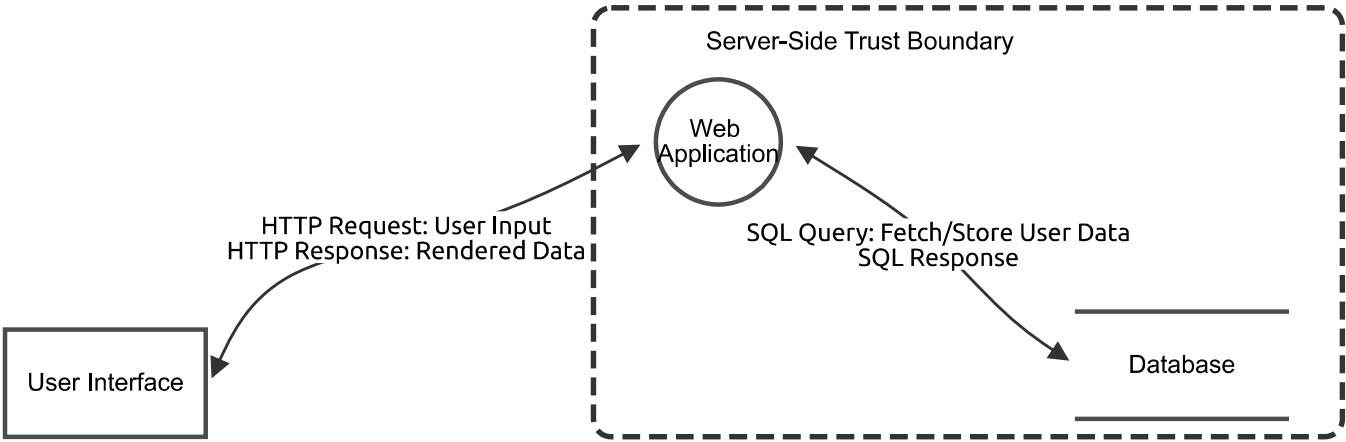 Server-Side Trust Boundary
Web
Application
HTTP Request: User Input
HTTP Response: Rendered Data
SQL Query: Fetch/Store User Data
SQL Response
User Interface
Database